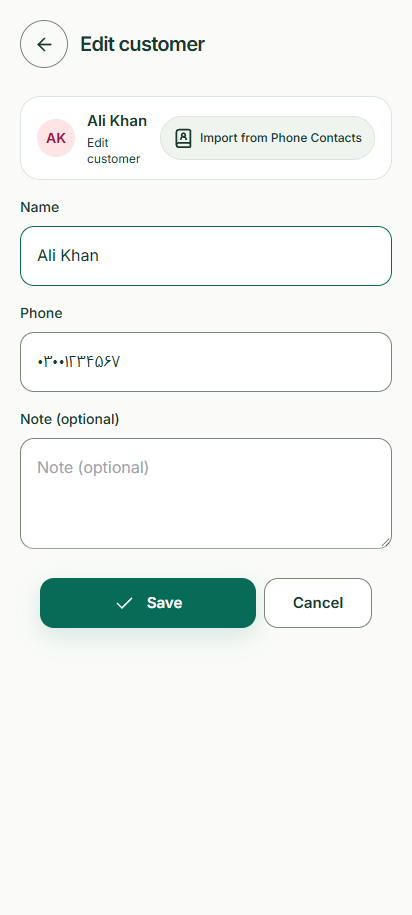 Edit customer
AK
Ali Khan
Edit
customer
Import from Phone Contacts
Name
Ali Khan
Phone
۰۳۰۰۱۲۳۴۵۶۷
Note (optional)
Note (optional)
Save
Cancel